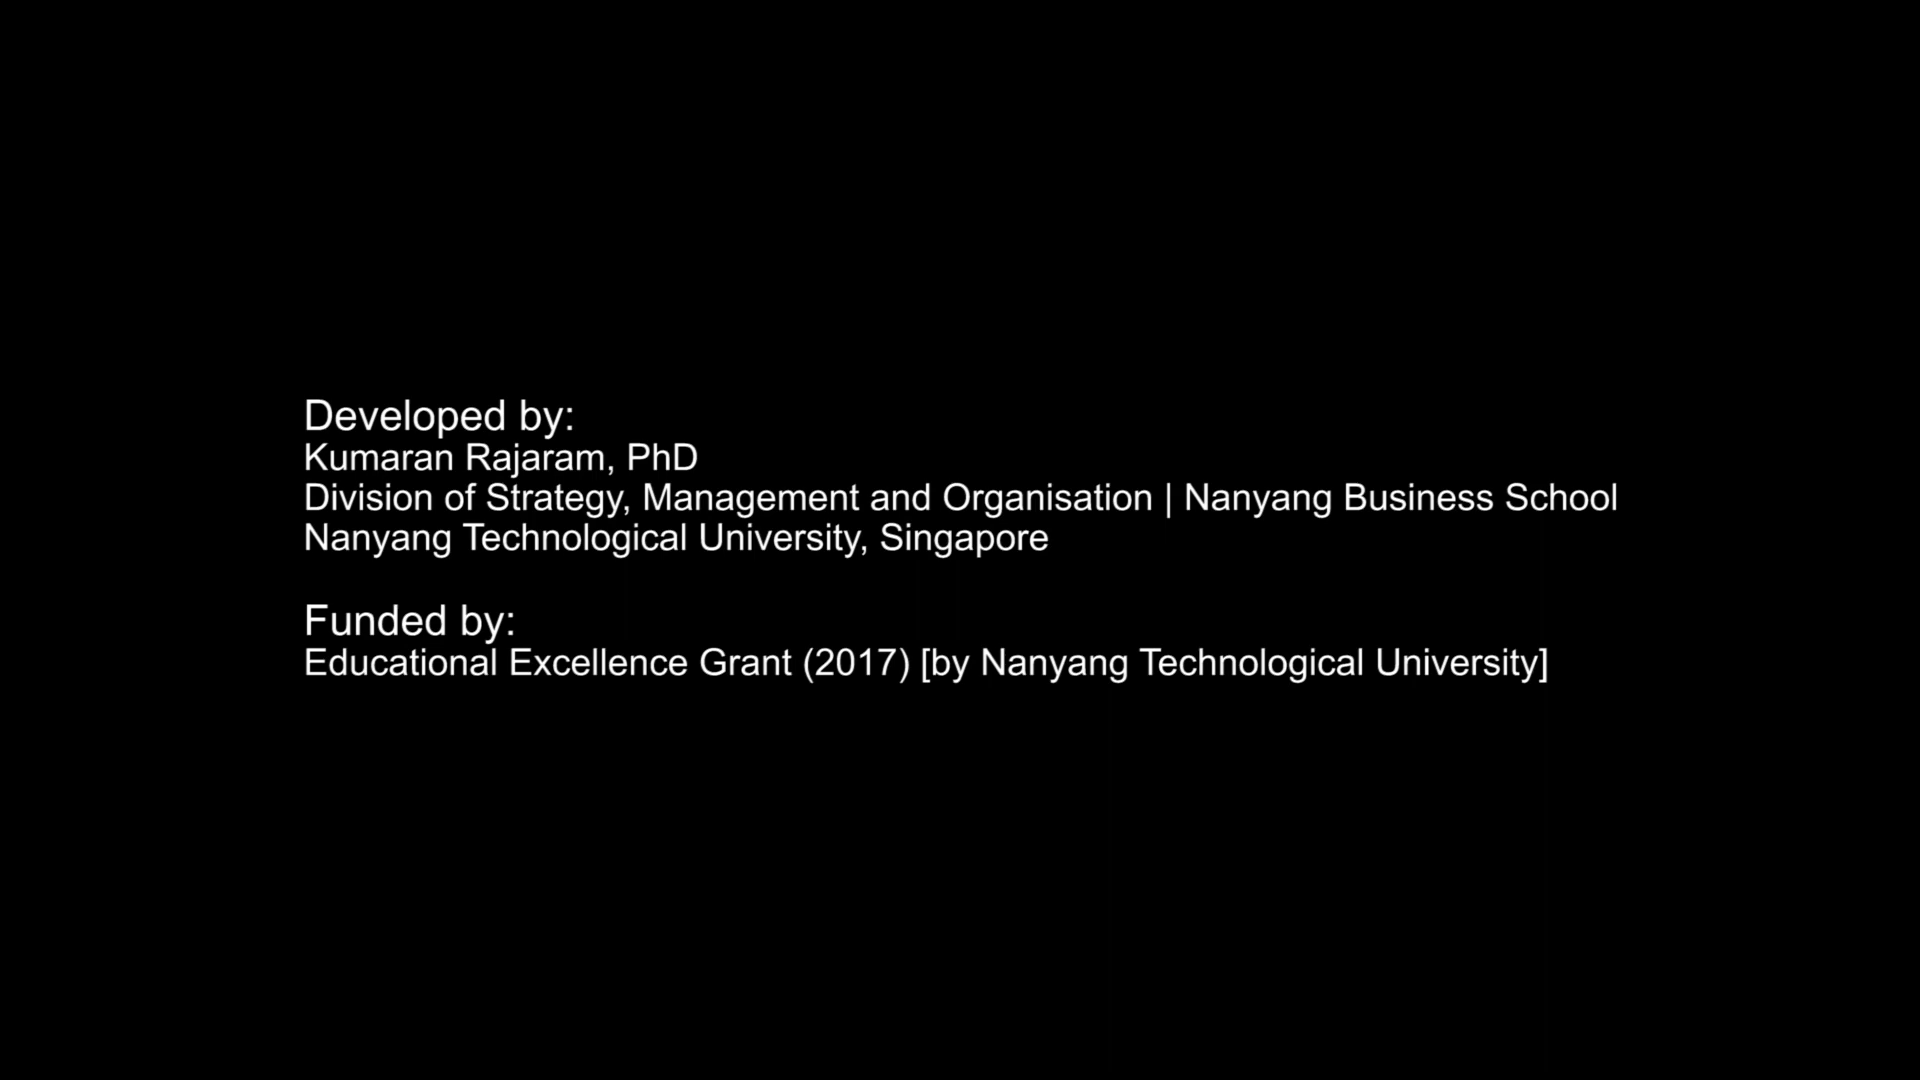 Developed by:
Kumaran Rajaram, PhD
Division of Strategy, Management and Organisation | Nanyang Business School
Nanyang Technological University, Singapore
Funded by:
Educational Excellence Grant (2017) [by Nanyang Technological University]